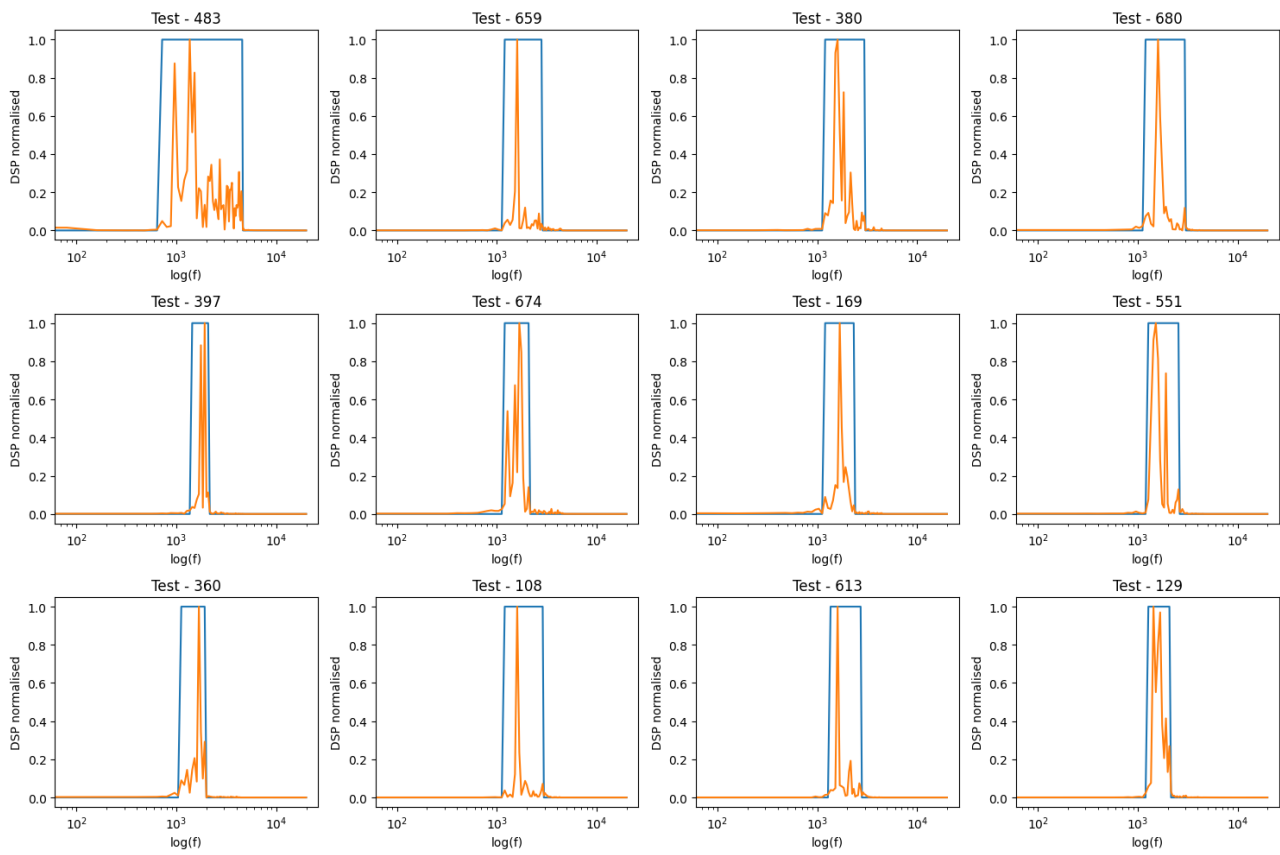 Test - 483
DSP normalised
1.0
0.8
0.6
0.4
0.2
0.0
10² 10³ 10⁴
log(f)
Test - 659
DSP normalised
1.0
0.8
0.6
0.4
0.2
0.0
10² 10³ 10⁴
log(f)
Test - 380
DSP normalised
1.0
0.8
0.6
0.4
0.2
0.0
10² 10³ 10⁴
log(f)
Test - 680
DSP normalised
1.0
0.8
0.6
0.4
0.2
0.0
10² 10³ 10⁴
log(f)
Test - 397
DSP normalised
1.0
0.8
0.6
0.4
0.2
0.0
10² 10³ 10⁴
log(f)
Test - 674
DSP normalised
1.0
0.8
0.6
0.4
0.2
0.0
10² 10³ 10⁴
log(f)
Test - 169
DSP normalised
1.0
0.8
0.6
0.4
0.2
0.0
10² 10³ 10⁴
log(f)
Test - 551
DSP normalised
1.0
0.8
0.6
0.4
0.2
0.0
10² 10³ 10⁴
log(f)
Test - 360
DSP normalised
1.0
0.8
0.6
0.4
0.2
0.0
10² 10³ 10⁴
log(f)
Test - 108
DSP normalised
1.0
0.8
0.6
0.4
0.2
0.0
10² 10³ 10⁴
log(f)
Test - 613
DSP normalised
1.0
0.8
0.6
0.4
0.2
0.0
10² 10³ 10⁴
log(f)
Test - 129
DSP normalised
1.0
0.8
0.6
0.4
0.2
0.0
10² 10³ 10⁴
log(f)